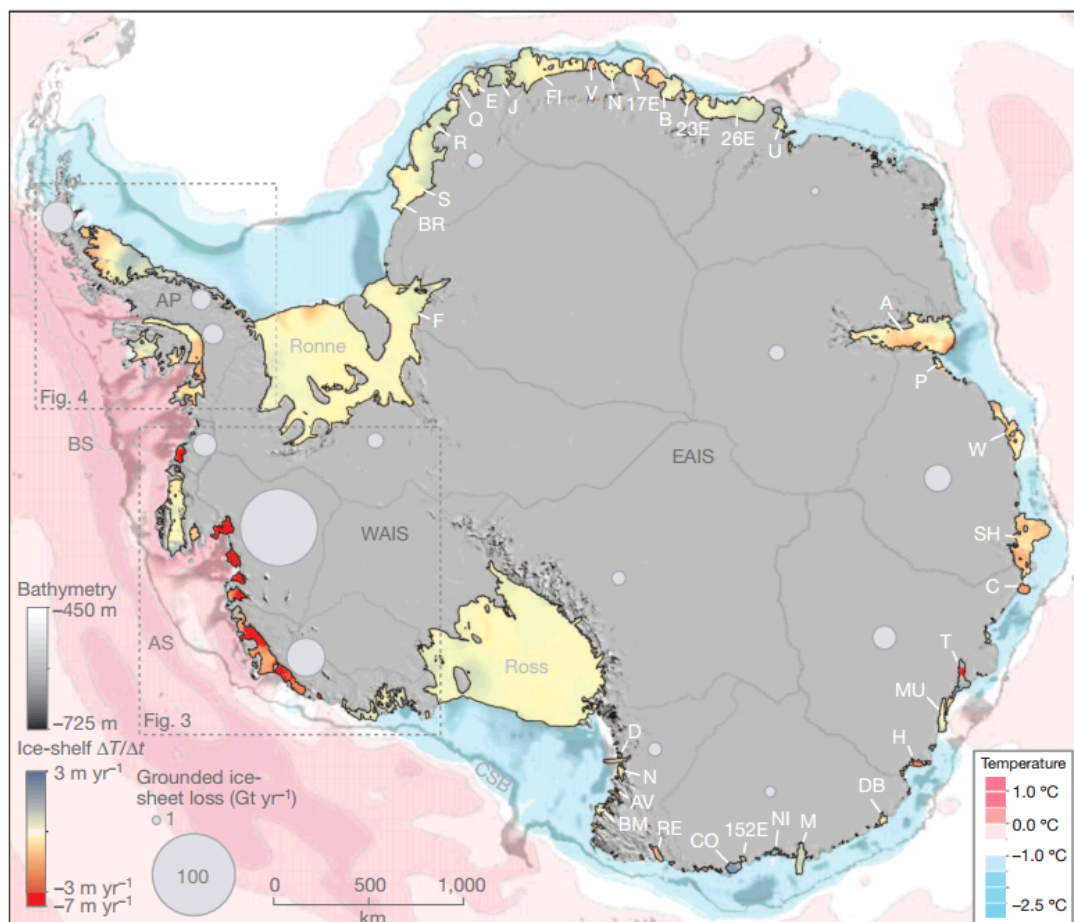 E
J
FI
V
N
17E
B
23E
26E
U
Q
R
S
BR
AP
Ronne
F
A
P
Fig. 4
BS
W
EAIS
WAIS
SH
C
Bathymetry
−450 m
−725 m
AS
Ross
T
MU
Fig. 3
Ice-shelf ΔT/Δt
3 m yr⁻¹
−3 m yr⁻¹
−7 m yr⁻¹
Grounded ice-
sheet loss (Gt yr⁻¹)
1
100
0 500 1,000
km
CSB
D
N
AV
BM
RE
CO
152E
NI
M
DB
H
Temperature
1.0 °C
0.0 °C
−1.0 °C
−2.5 °C